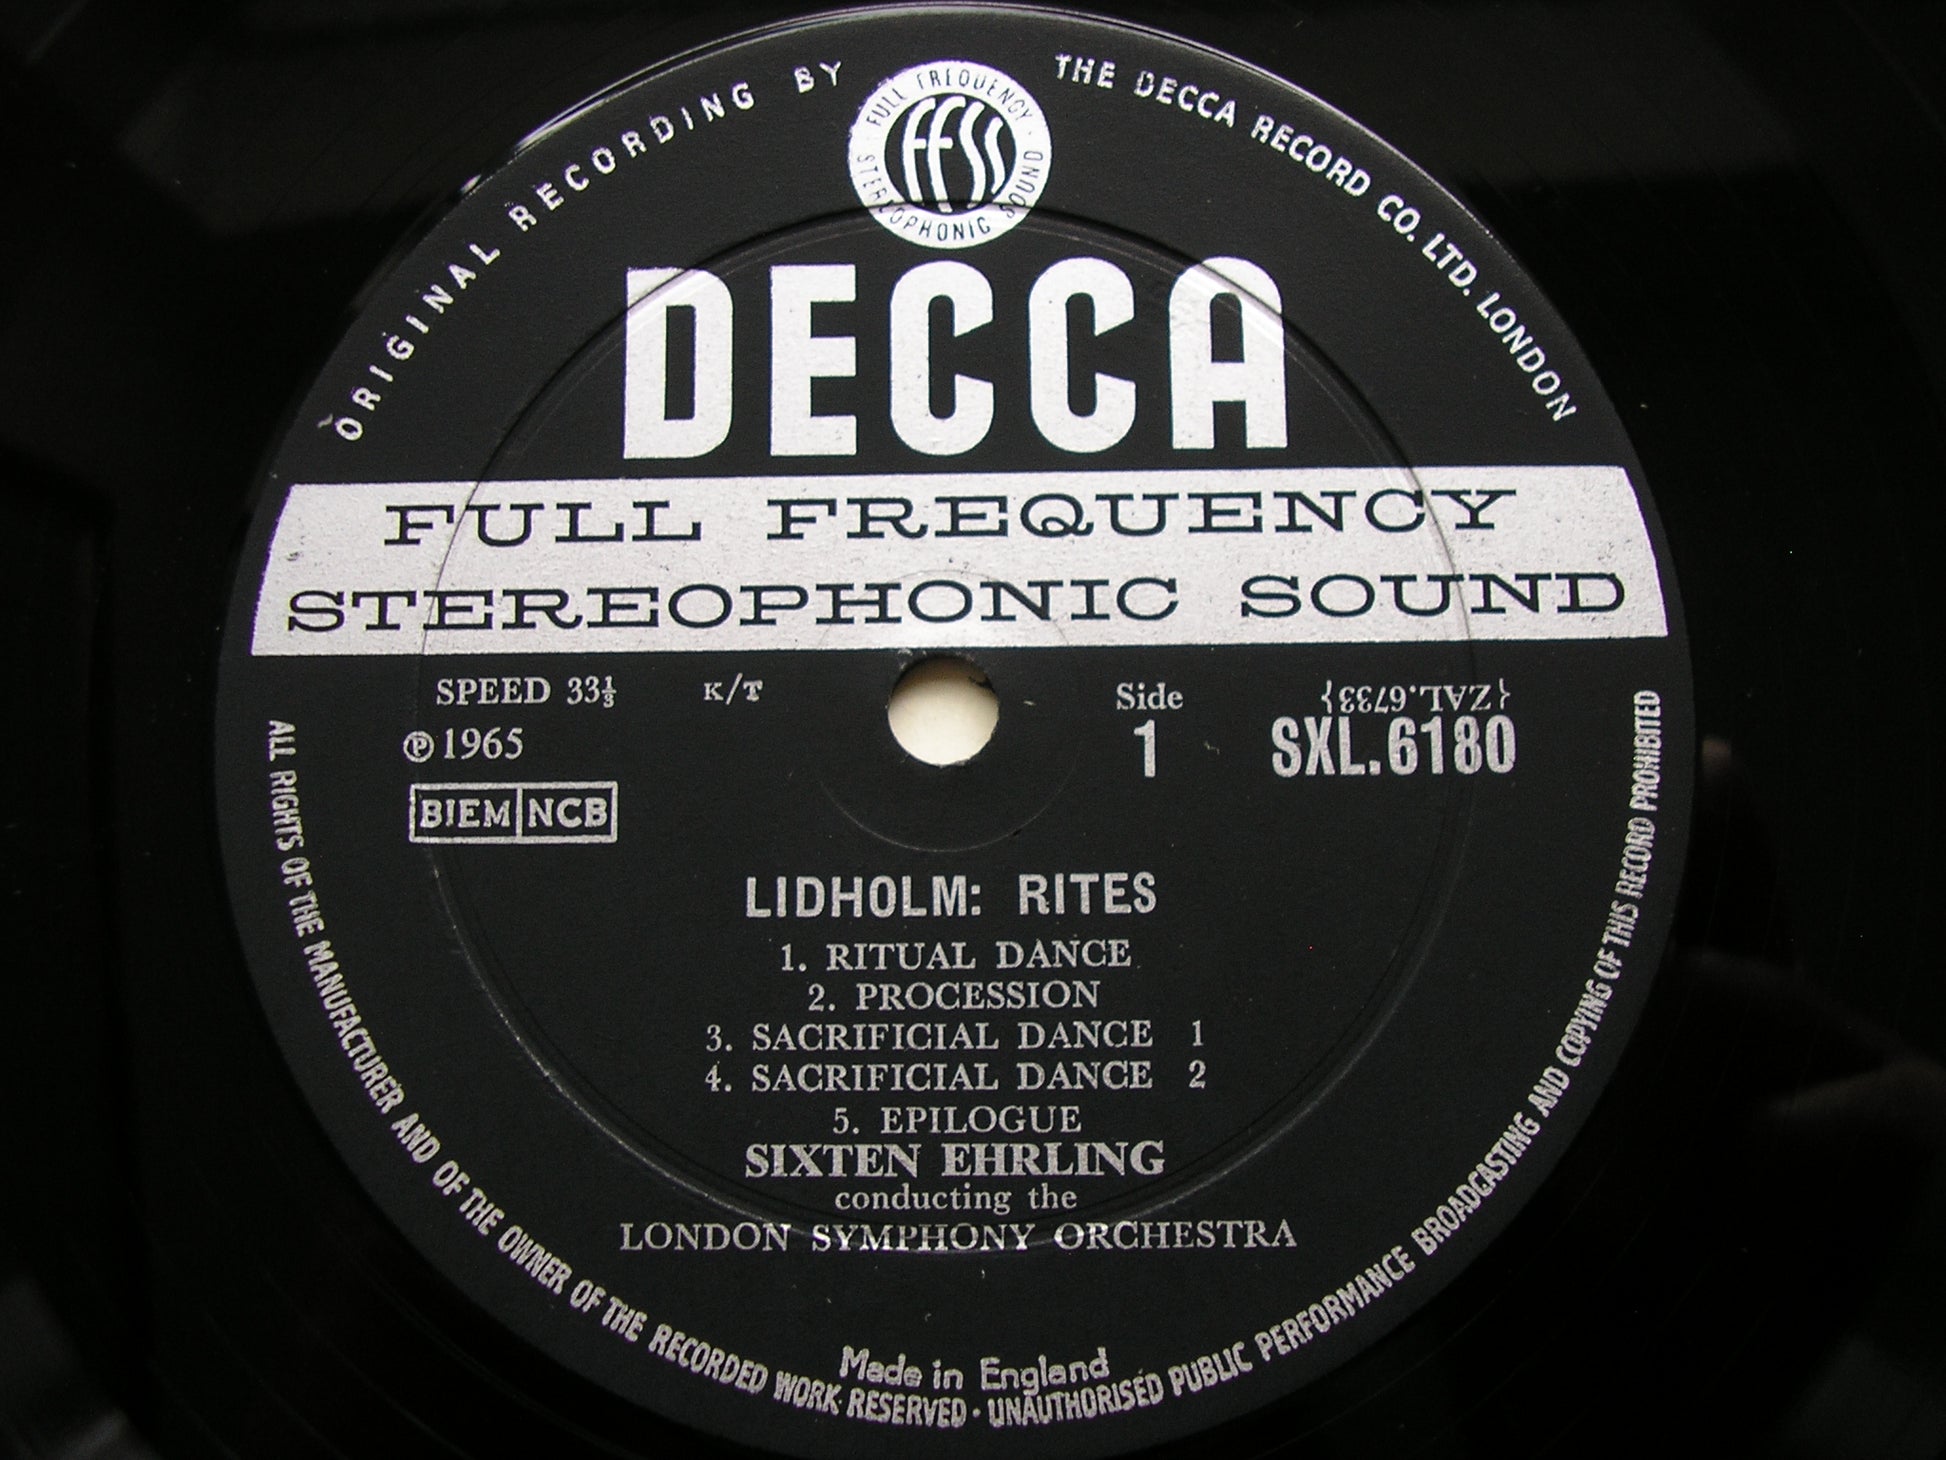 ORIGINAL RECORDING BY THE DECCA RECORD CO. LTD. LONDON
FULL FREQUENCY STEREOPHONIC SOUND
FFSS
DECCA
FULL FREQUENCY
STEREOPHONIC SOUND
SPEED 33⅓ K/T
℗1965
BIEM NCB
Side
1
{ZAL.6733}
SXL.6180
LIDHOLM: RITES
1. RITUAL DANCE
2. PROCESSION
3. SACRIFICIAL DANCE 1
4. SACRIFICIAL DANCE 2
5. EPILOGUE
SIXTEN EHRLING
conducting the
LONDON SYMPHONY ORCHESTRA
Made in England
ALL RIGHTS OF THE MANUFACTURER AND OF THE OWNER OF THE RECORDED WORK RESERVED · UNAUTHORISED PUBLIC PERFORMANCE BROADCASTING AND COPYING OF THIS RECORD PROHIBITED